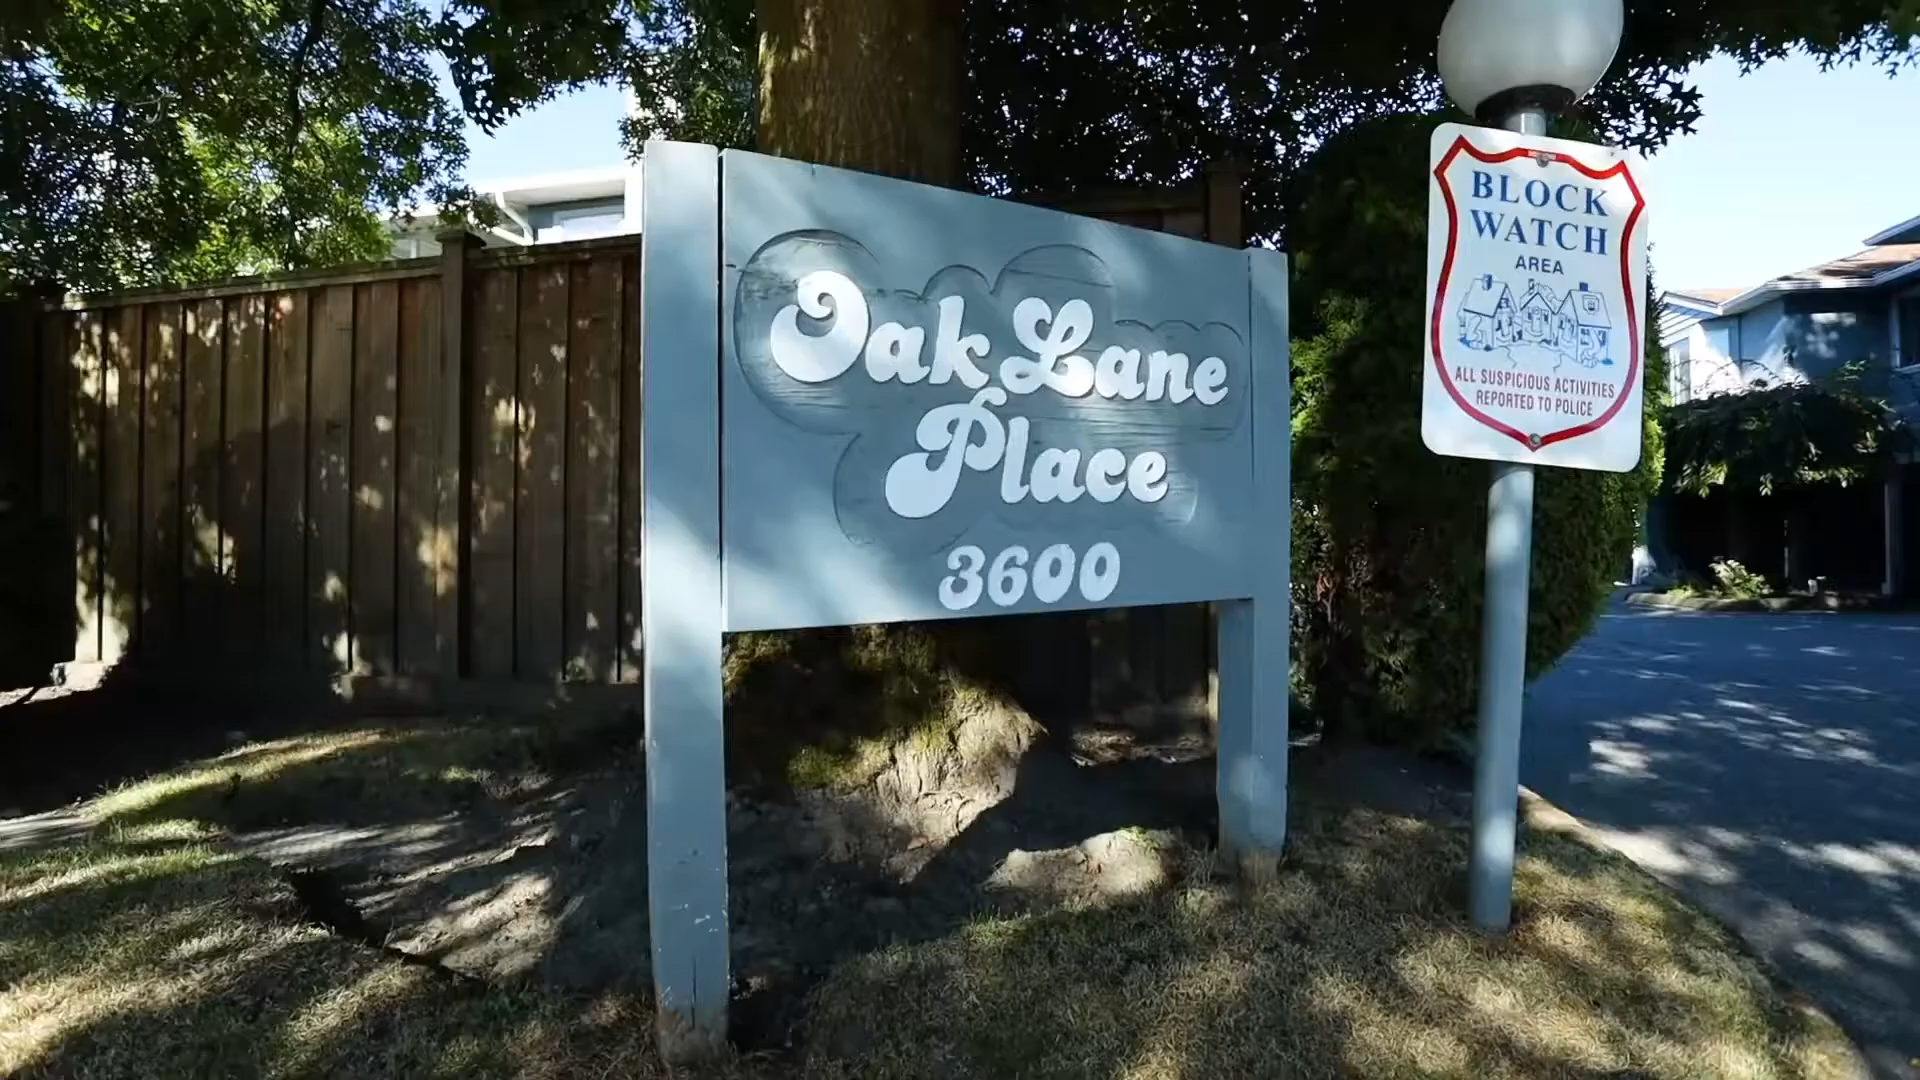 Oak Lane
Place
3600
BLOCK
WATCH
AREA
ALL SUSPICIOUS ACTIVITIES
REPORTED TO POLICE